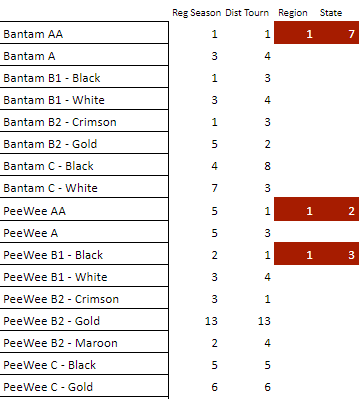 Reg Season Dist Tourn Region State
Bantam AA 1 1 1 7
Bantam A 3 4
Bantam B1 - Black 1 3
Bantam B1 - White 3 4
Bantam B2 - Crimson 1 3
Bantam B2 - Gold 5 2
Bantam C - Black 4 8
Bantam C - White 7 3
PeeWee AA 5 1 1 2
PeeWee A 5 3
PeeWee B1 - Black 2 1 1 3
PeeWee B1 - White 3 4
PeeWee B2 - Crimson 3 1
PeeWee B2 - Gold 13 13
PeeWee B2 - Maroon 2 4
PeeWee C - Black 5 5
PeeWee C - Gold 6 6